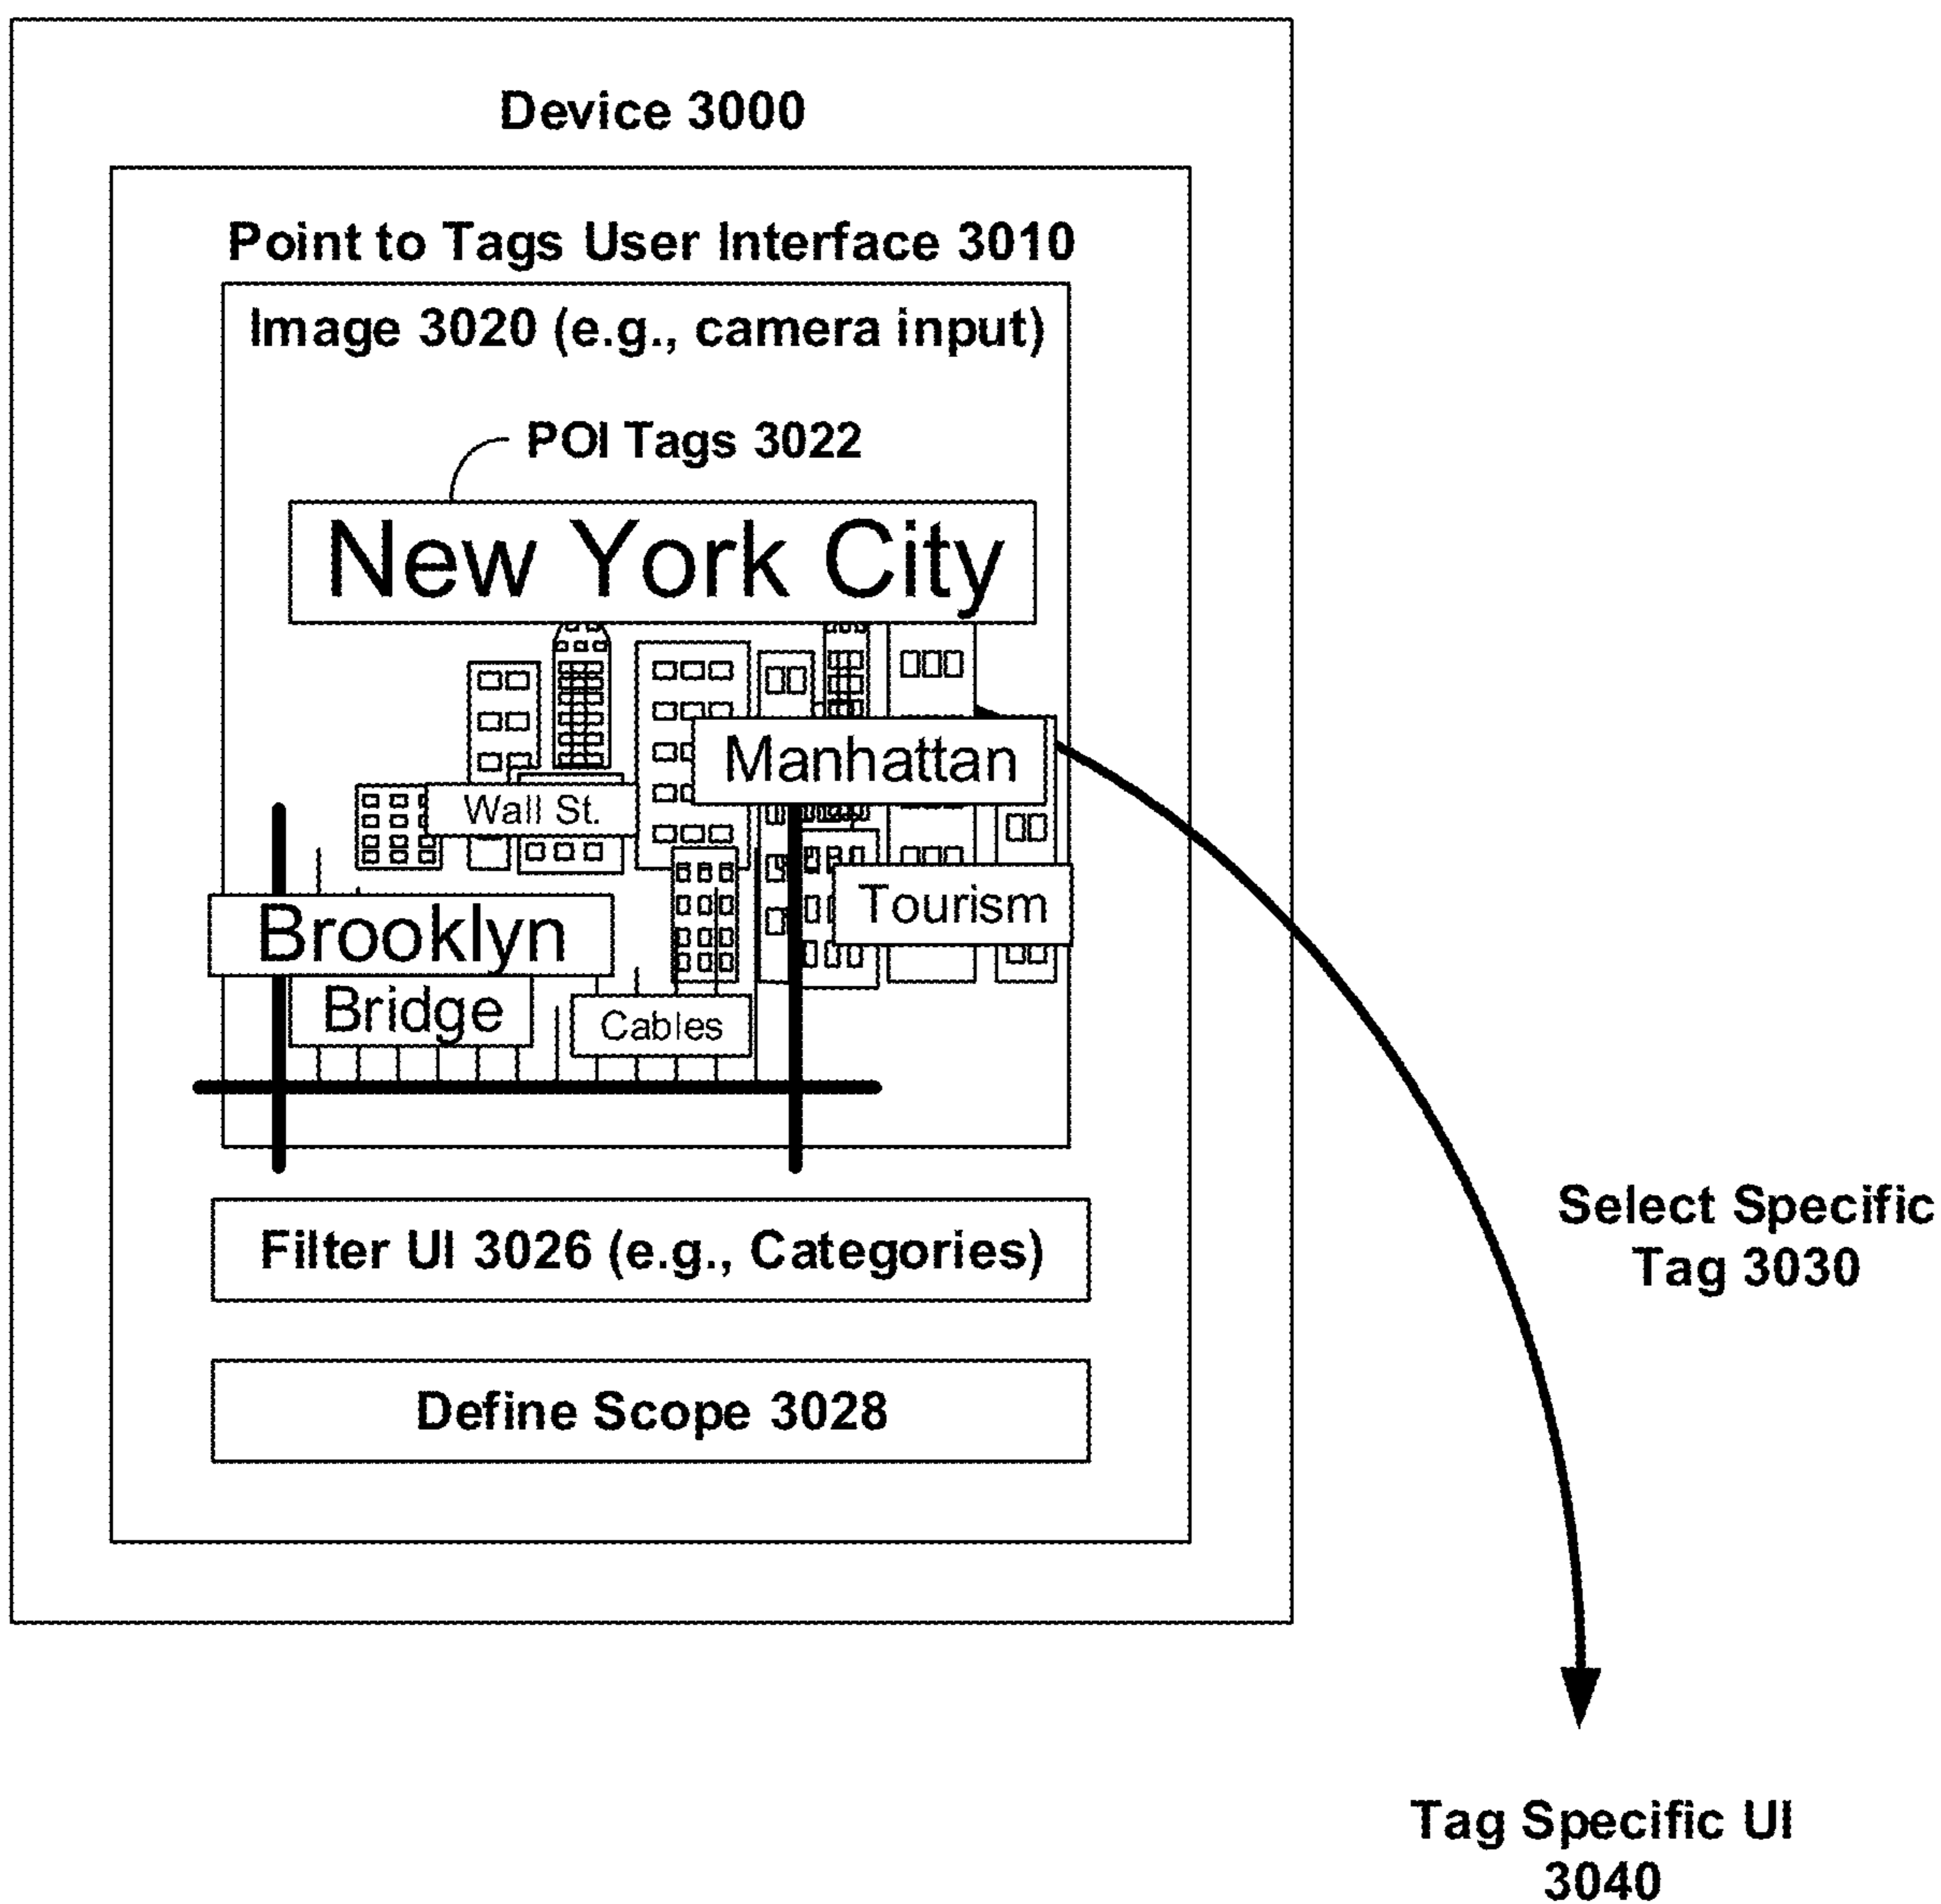 Device 3000
Point to Tags User Interface 3010
Image 3020 (e.g., camera input)
POI Tags 3022
New York City
Manhattan
Wall St.
Tourism
Brooklyn
Bridge
Cables
Filter UI 3026 (e.g., Categories)
Define Scope 3028
Select Specific
Tag 3030
Tag Specific UI
3040